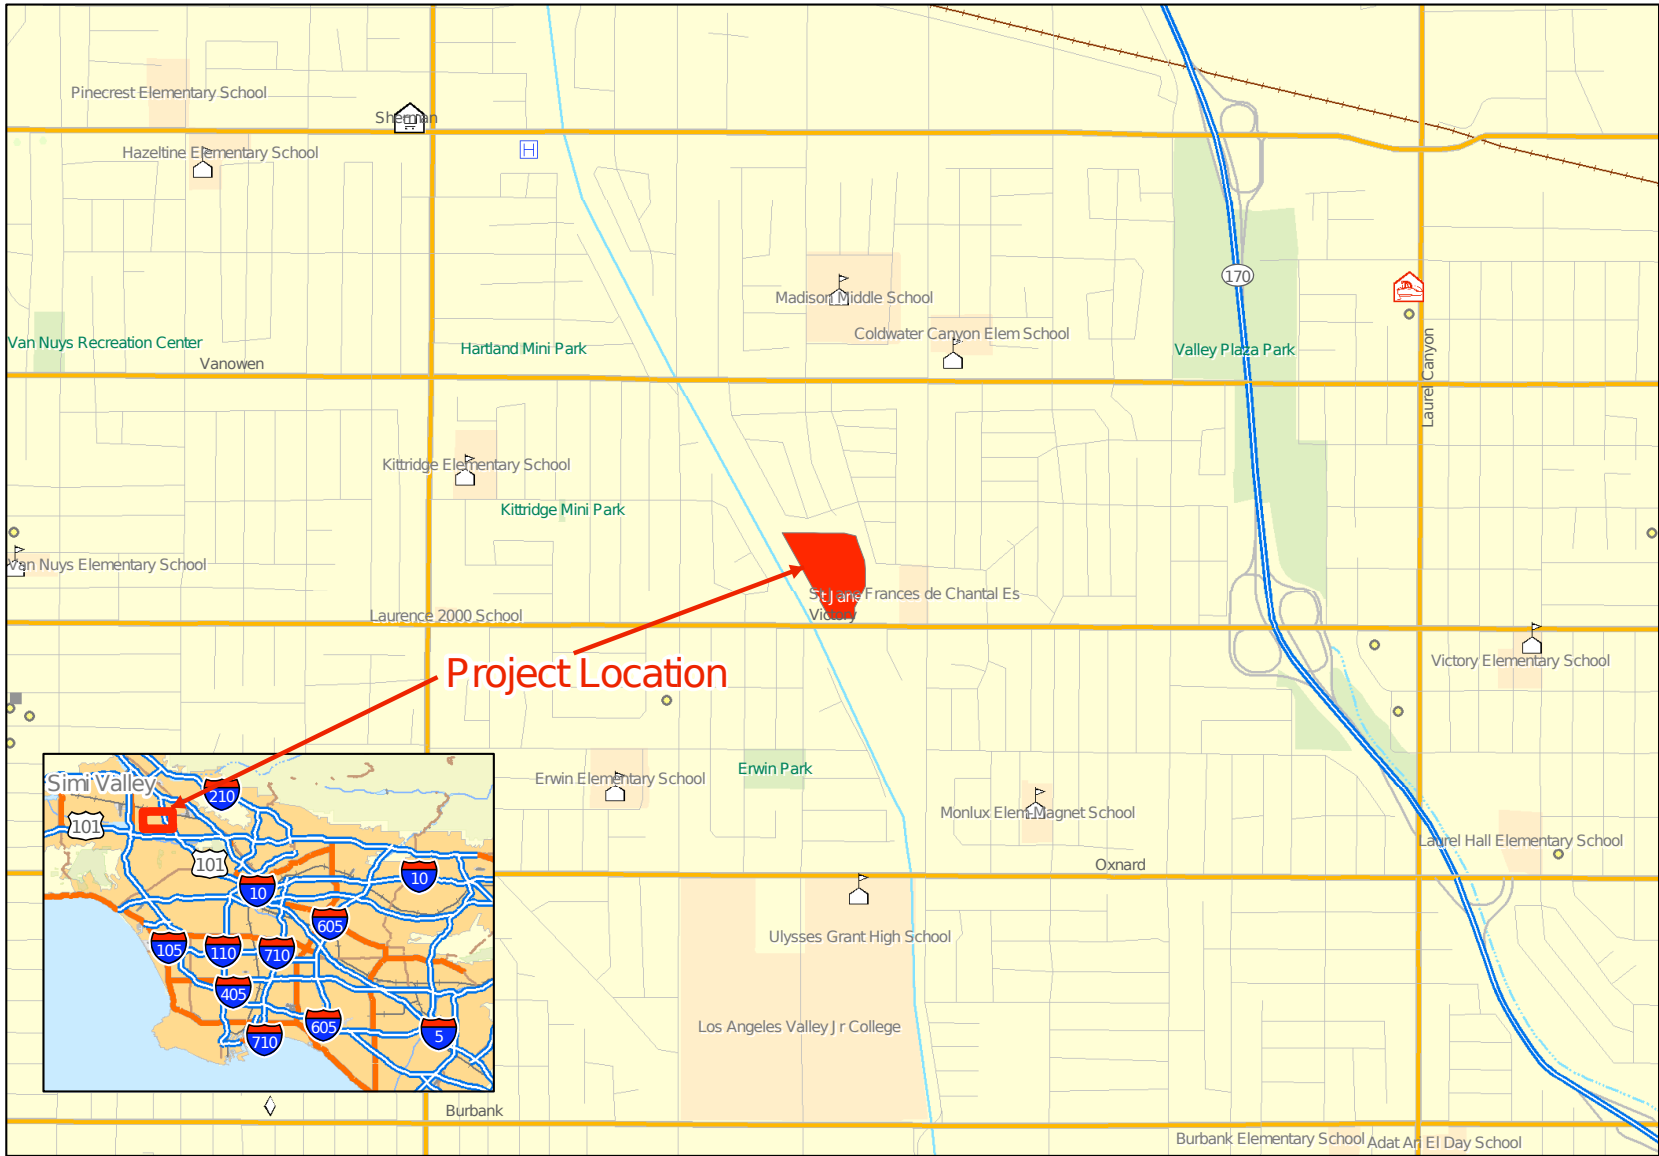 Pinecrest Elementary School
Sherman
Hazeltine Elementary School
H
170
Madison Middle School
Coldwater Canyon Elem School
Van Nuys Recreation Center
Hartland Mini Park
Valley Plaza Park
Vanowen
Laurel Canyon
Kittridge Elementary School
Kittridge Mini Park
Van Nuys Elementary School
St Jane Frances de Chantal Es
Laurence 2000 School
Victory
Project Location
Victory Elementary School
Erwin Elementary School
Erwin Park
Simi Valley
210
101
101
10
10
605
105
110
710
405
605
710
5
Monlux Elem Magnet School
Laurel Hall Elementary School
Oxnard
Ulysses Grant High School
Los Angeles Valley Jr College
Burbank
Burbank Elementary School
Adat Ari El Day School